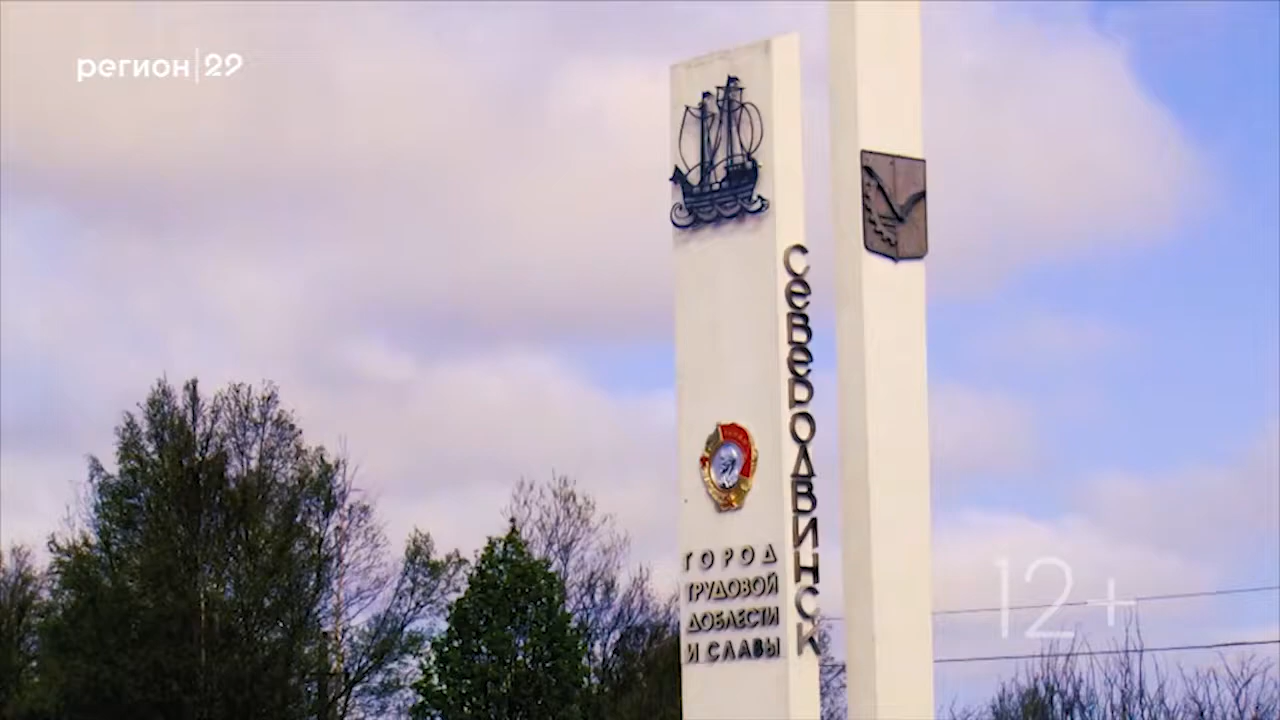 регион|29
СЕВЕРОДВИНСК
ГОРОД
ТРУДОВОЙ
ДОБЛЕСТИ
И СЛАВЫ
12+